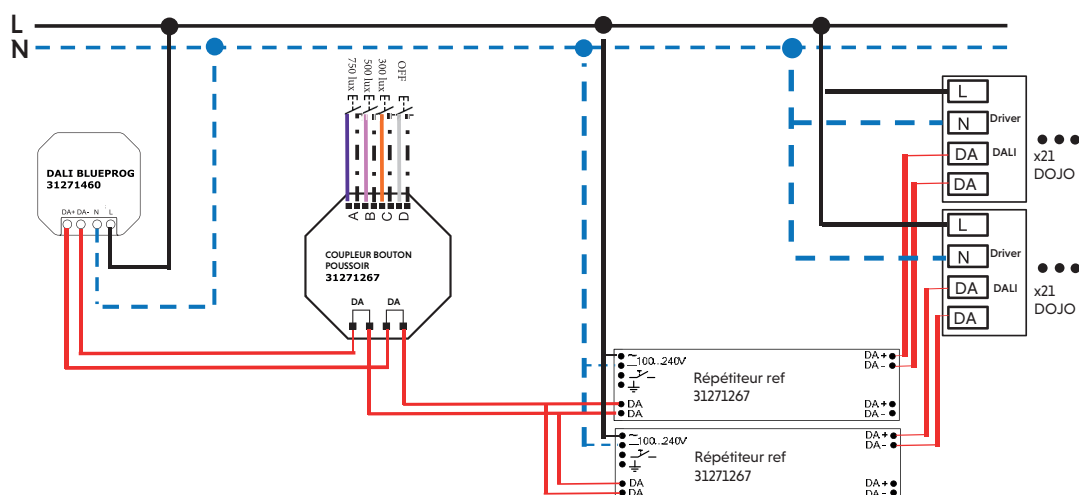 L
N
750 lux
500 lux
300 lux
OFF
DALI BLUEPROG
31271460
DA+ DA- N L
A
B
C
D
COUPLEUR BOUTON
POUSSOIR
31271267
DA DA
L
N Driver
DA DALI
DA
x21
DOJO
L
N Driver
DA DALI
DA
x21
DOJO
~
100...240V
DA
DA
Répétiteur ref
31271267
DA+
DA-
DA+
DA-
~
100...240V
DA
DA
Répétiteur ref
31271267
DA+
DA-
DA+
DA-